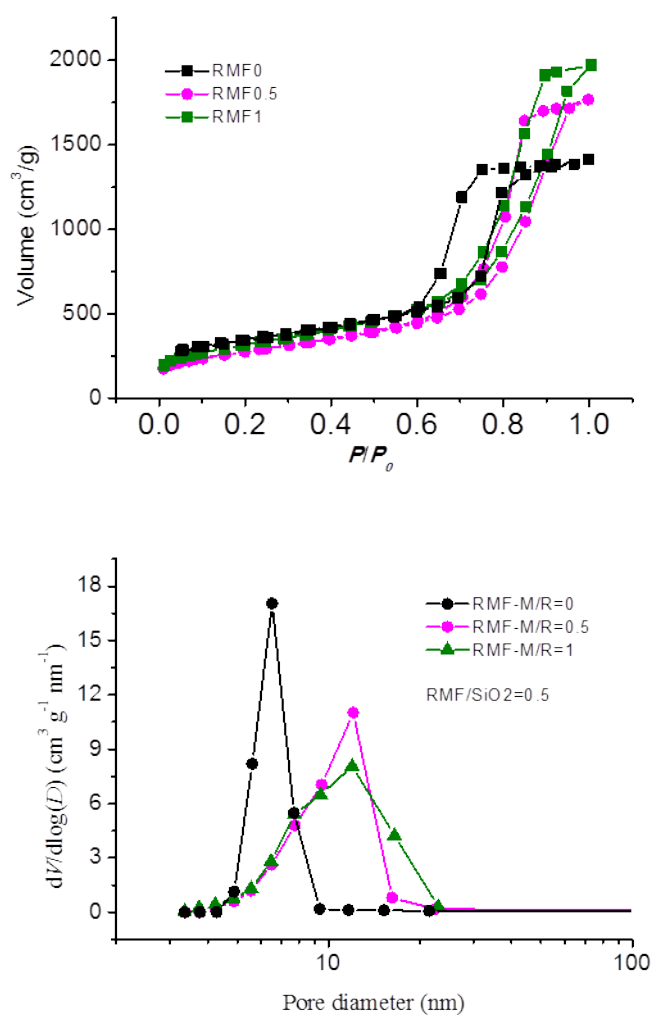 2000
1500
1000
500
0
Volume (cm³/g)
RMF0
RMF0.5
RMF1
0.0 0.2 0.4 0.6 0.8 1.0
P/P₀
18
15
12
9
6
3
0
dV/dlog(D) (cm³ g⁻¹ nm⁻¹)
RMF-M/R=0
RMF-M/R=0.5
RMF-M/R=1
RMF/SiO2=0.5
10 100
Pore diameter (nm)